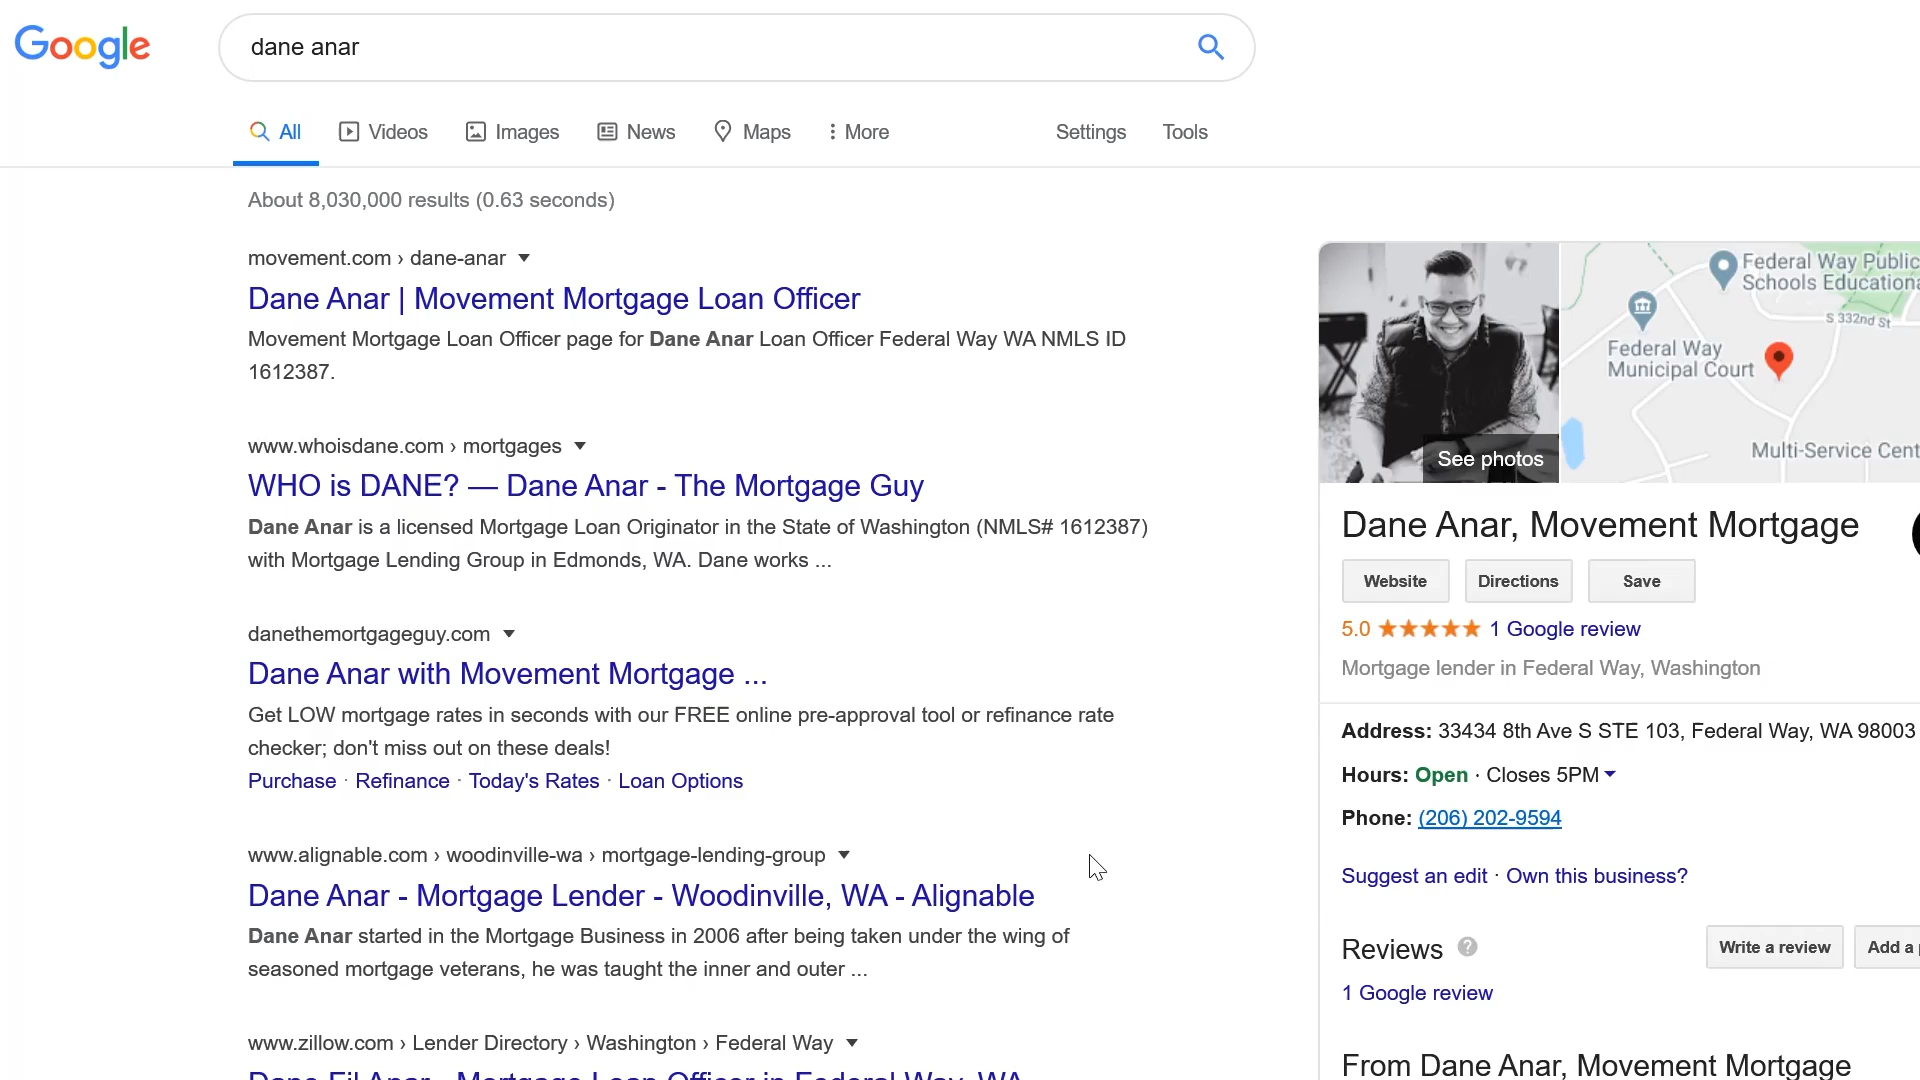 Google
dane anar
All
Videos
Images
News
Maps
More
Settings
Tools
About 8,030,000 results (0.63 seconds)
movement.com › dane-anar
Dane Anar | Movement Mortgage Loan Officer
Movement Mortgage Loan Officer page for Dane Anar Loan Officer Federal Way WA NMLS ID
1612387.
www.whoisdane.com › mortgages
WHO is DANE? — Dane Anar - The Mortgage Guy
Dane Anar is a licensed Mortgage Loan Originator in the State of Washington (NMLS# 1612387)
with Mortgage Lending Group in Edmonds, WA. Dane works ...
danethemortgageguy.com
Dane Anar with Movement Mortgage ...
Get LOW mortgage rates in seconds with our FREE online pre-approval tool or refinance rate
checker; don't miss out on these deals!
Purchase · Refinance · Today's Rates · Loan Options
www.alignable.com › woodinville-wa › mortgage-lending-group
Dane Anar - Mortgage Lender - Woodinville, WA - Alignable
Dane Anar started in the Mortgage Business in 2006 after being taken under the wing of
seasoned mortgage veterans, he was taught the inner and outer ...
www.zillow.com › Lender Directory › Washington › Federal Way
Dane Fil Anar - Mortgage Loan Officer in Federal Way, WA
See photos
Federal Way Public
Schools Educationa
S 332nd St
Federal Way
Municipal Court
Multi-Service Cent
Dane Anar, Movement Mortgage
Website
Directions
Save
5.0 ★★★★★ 1 Google review
Mortgage lender in Federal Way, Washington
Address: 33434 8th Ave S STE 103, Federal Way, WA 98003
Hours: Open · Closes 5PM
Phone: (206) 202-9594
Suggest an edit · Own this business?
Reviews
Write a review
Add a
1 Google review
From Dane Anar, Movement Mortgage